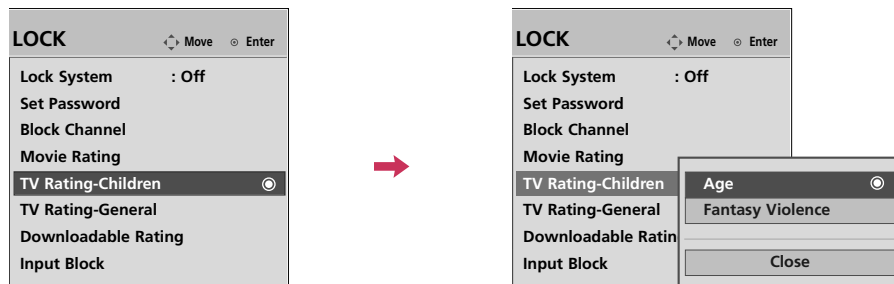 LOCK Move Enter
Lock System : Off
Set Password
Block Channel
Movie Rating
TV Rating-Children
TV Rating-General
Downloadable Rating
Input Block
LOCK Move Enter
Lock System : Off
Set Password
Block Channel
Movie Rating
TV Rating-Children
TV Rating-General
Downloadable Ratin
Input Block
Age
Fantasy Violence
Close